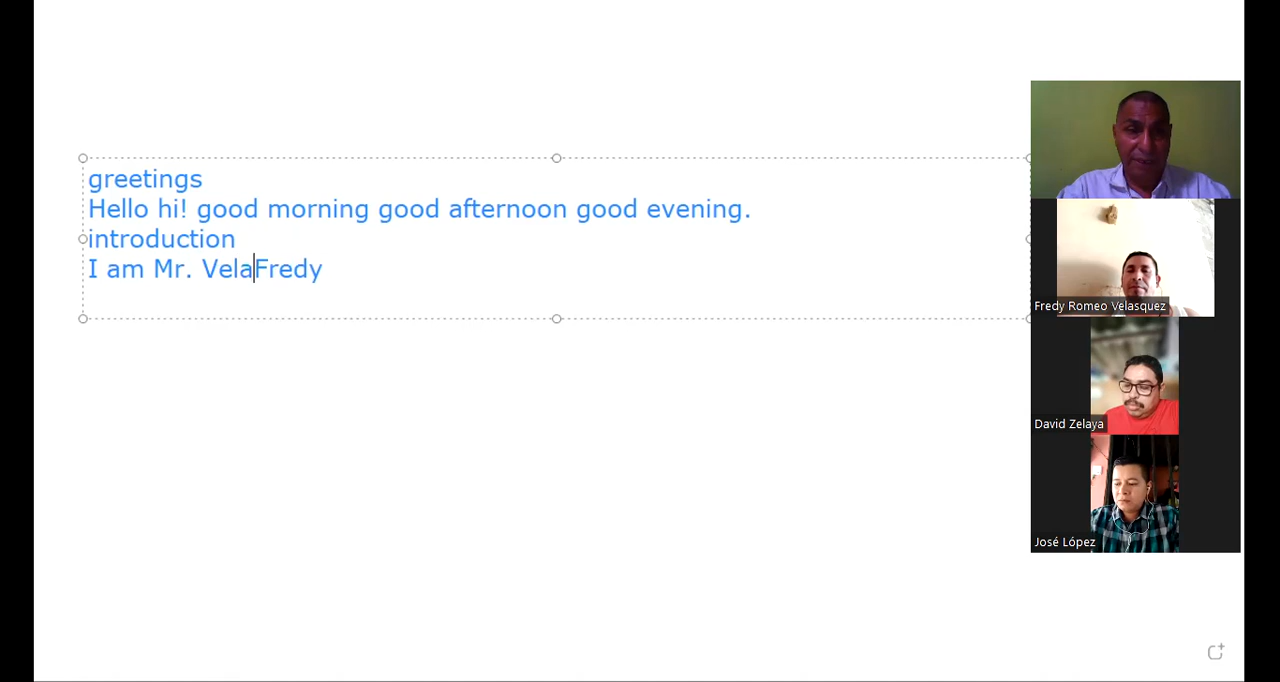 greetings
Hello hi! good morning good afternoon good evening.
introduction
I am Mr. VelaFredy
Fredy Romeo Velasquez
David Zelaya
José López